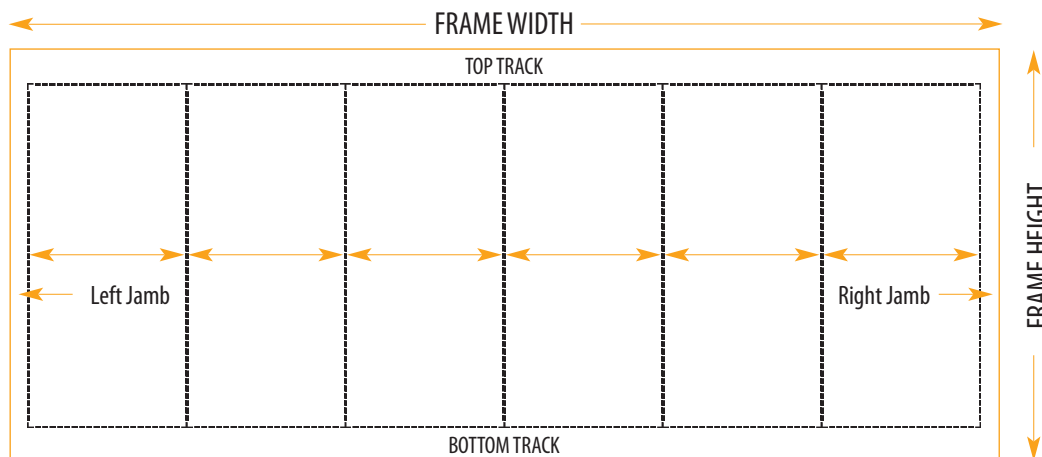 FRAME WIDTH
TOP TRACK
Left Jamb
Right Jamb
FRAME HEIGHT
BOTTOM TRACK